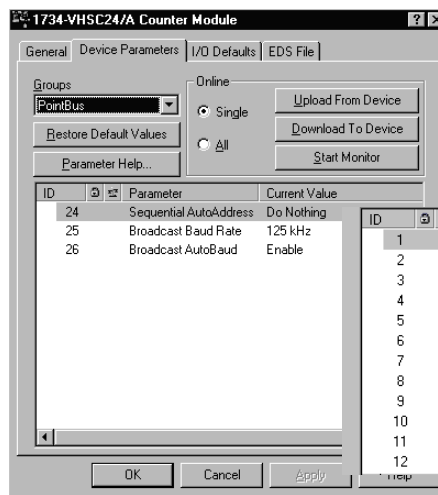 1734-VHSC24/A Counter Module
General Device Parameters I/O Defaults EDS File
Groups
PointBus
Restore Default Values
Parameter Help...
Online
Single
All
Upload From Device
Download To Device
Start Monitor
ID Parameter Current Value
24 Sequential AutoAddress Do Nothing
25 Broadcast Baud Rate 125 kHz
26 Broadcast AutoBaud Enable
ID
1
2
3
4
5
6
7
8
9
10
11
12
OK Cancel Apply Help